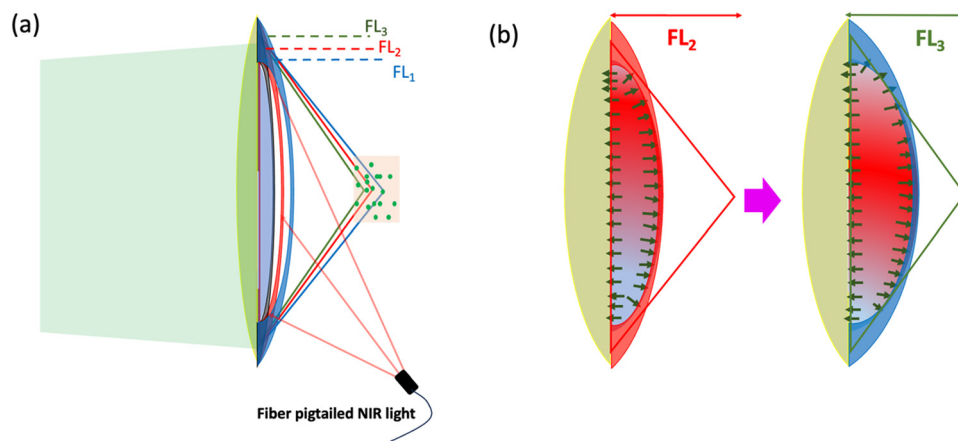 (a)
FL3
FL2
FL1
Fiber pigtailed NIR light
(b)
FL2
FL3